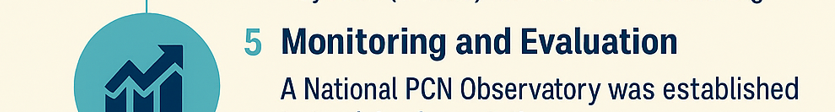 5 Monitoring and Evaluation
A National PCN Observatory was established